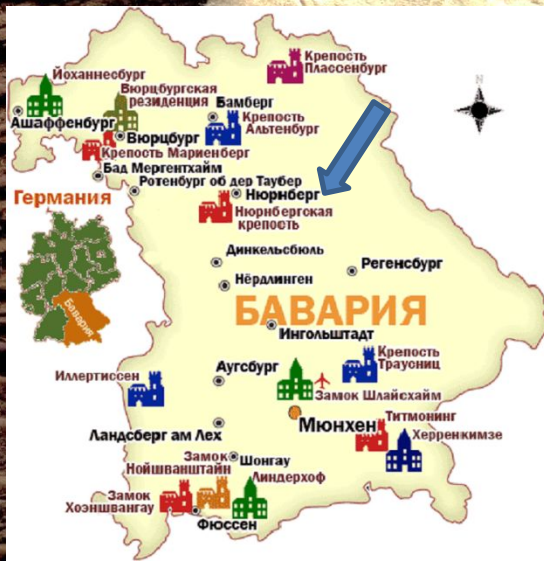 Крепость
Плассенбург
Йоханнесбург
Вюрцбургская
резиденция
Бамберг
N
Ашаффенбург
Крепость
Альтенбург
Вюрцбург
Крепость Мариенберг
Бад Мергентхайм
Ротенбург об дер Таубер
Германия
Нюрнберг
Нюрнбергская
крепость
Динкельсбюль
Регенсбург
Нёрдлинген
Бавария
БАВАРИЯ
Ингольштадт
Крепость
Траусниц
Аугсбург
Иллертиссен
Замок Шлайсхайм
Титмонинг
Мюнхен
Херренкимзе
Ландсберг ам Лех
Замок
Нойшванштайн
Шонгау
Линдерхоф
Замок
Хоэншвангау
Фюссен